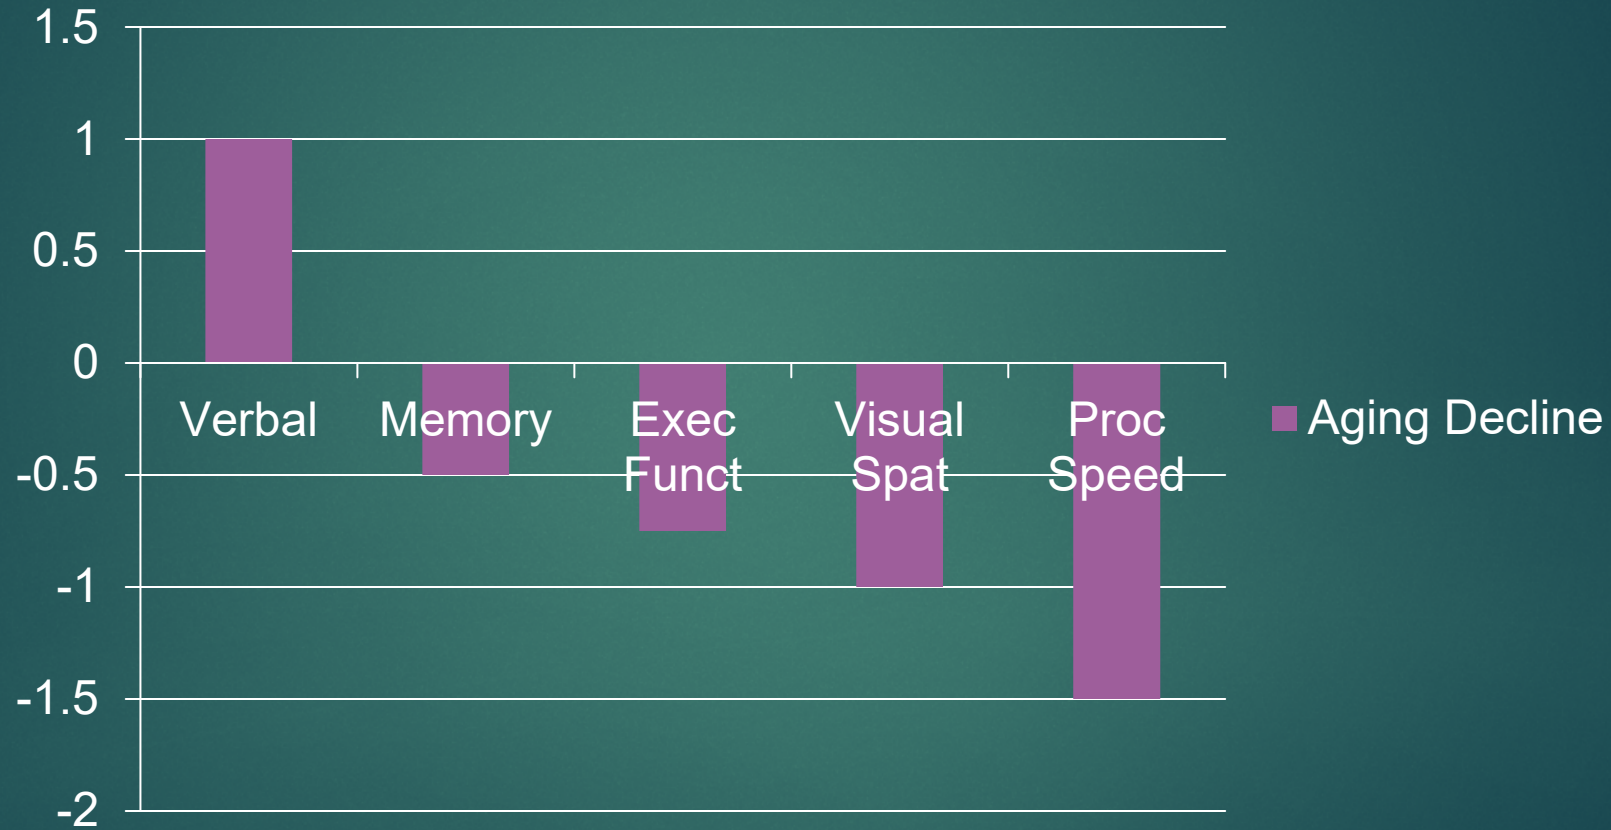 1.5
1
0.5
0
-0.5
-1
-1.5
-2
Verbal
Memory
Exec
Funct
Visual
Spat
Proc
Speed
Aging Decline